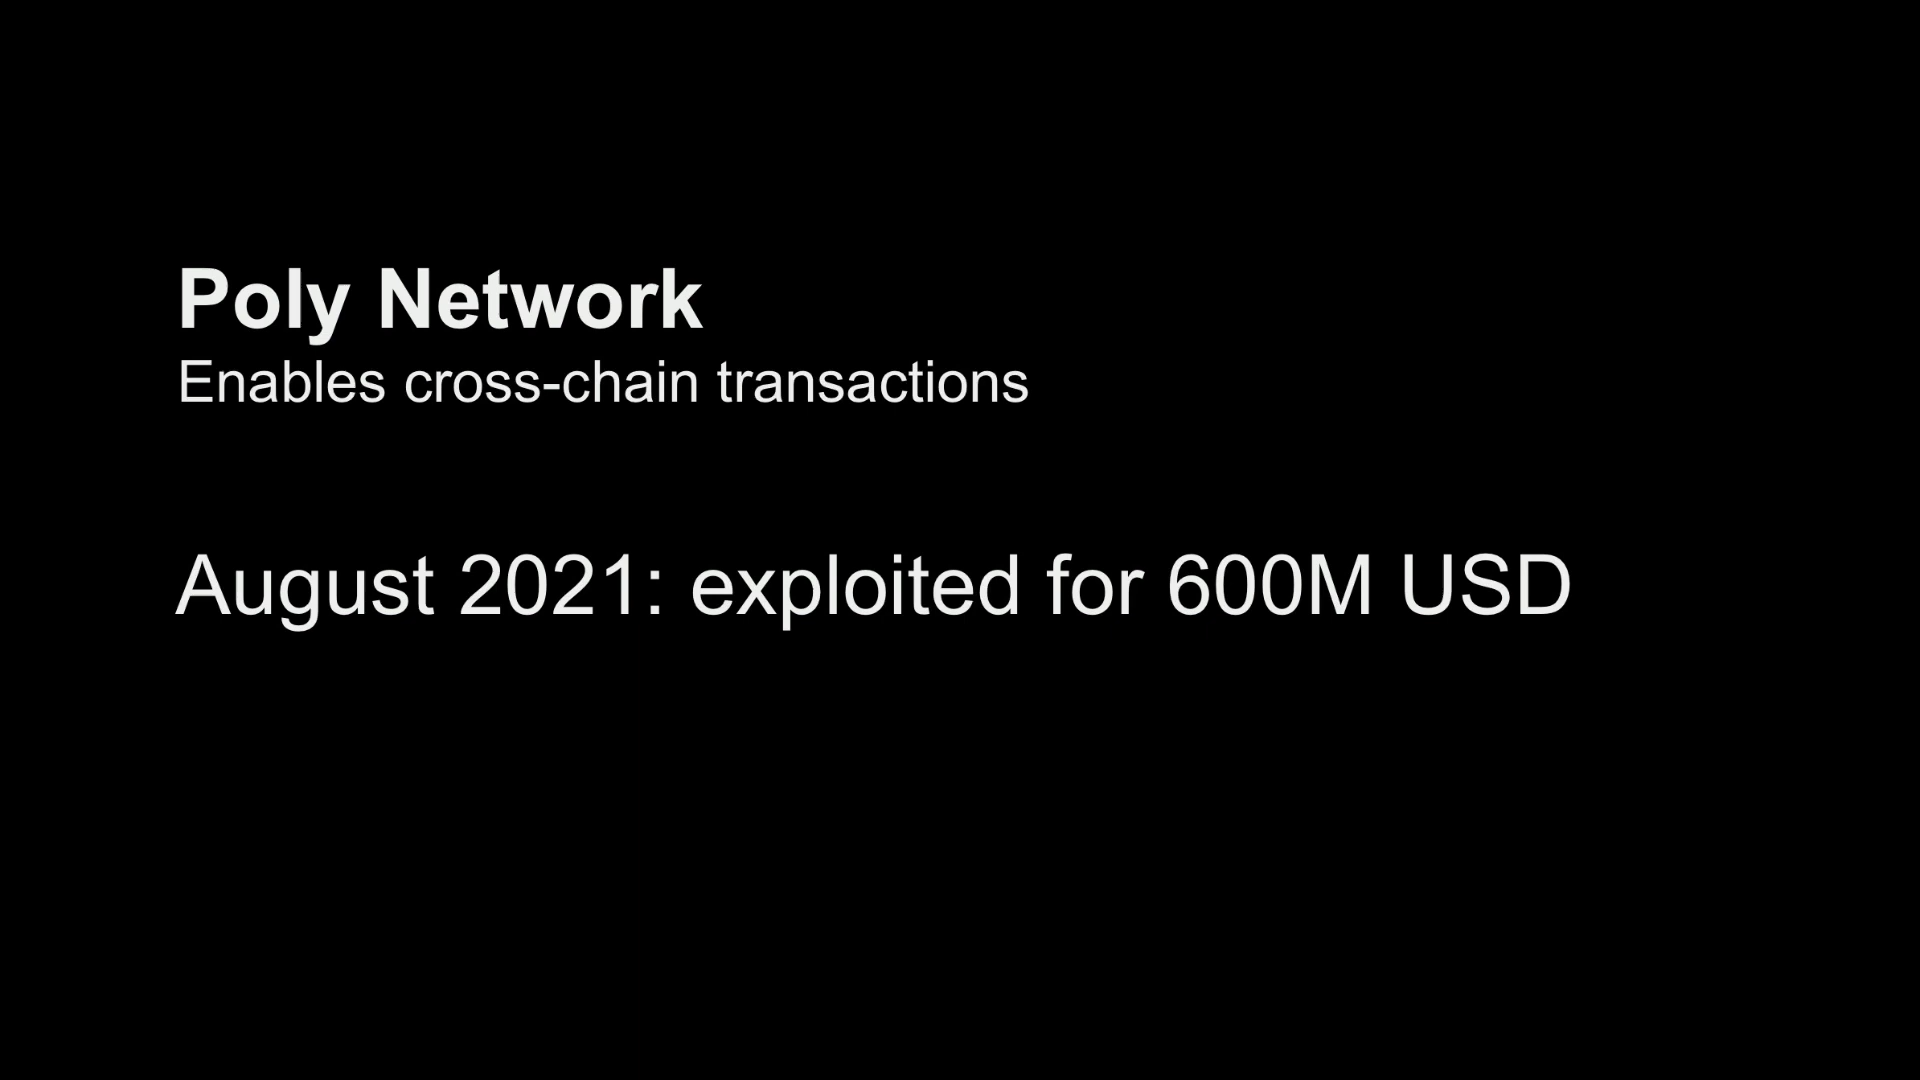 Poly Network
Enables cross-chain transactions
August 2021: exploited for 600M USD